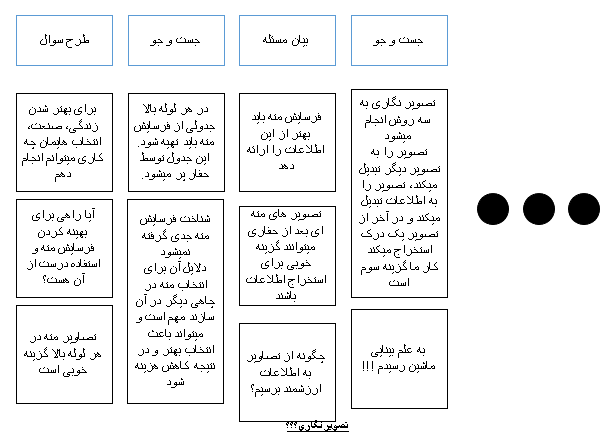 طرح سوال
برای بهتر شدن
زندگی، صنعت،
انتخاب هایمان چه
کاری میتوانم انجام
دهم
آیا راهی برای
بهینه کردن
فرسایش مته و
استفاده درست از
آن هست؟
تصاویر مته در
هر لوله بالا گزینه
خوبی است
جست و جو
در هر لوله بالا
جدولی از فرسایش
مته باید تهیه شود.
این جدول توسط
حفار پر میشود.
شناخت فرسایش
مته جدی گرفته
نمیشود
دلایل آن برای
انتخاب مته در
چاهی دیگر در آن
سازند مهم است و
میتواند باعث
انتخاب بهتر و در
نتیجه کاهش هزینه
شود
بیان مسئله
فرسایش مته باید
بهتر از این
اطلاعات را ارائه
دهد
تصویر های مته
ای بعد از حفاری
میتوانند گزینه
خوبی برای
استخراج اطلاعات
باشند
چگونه از تصاویر
به اطلاعات
ارزشمند برسیم؟
جست و جو
تصویر نگاری به
سه روش انجام
میشود
تصویر را به
تصویر دیگر تبدیل
میکند، تصویر را
به اطلاعات تبدیل
میکند و در آخر از
تصویر یک درک
استخراج میکند
کار ما گزینه سوم
است
به علم بینایی
ماشین رسیدم !!!
تصویر نگاری؟؟؟